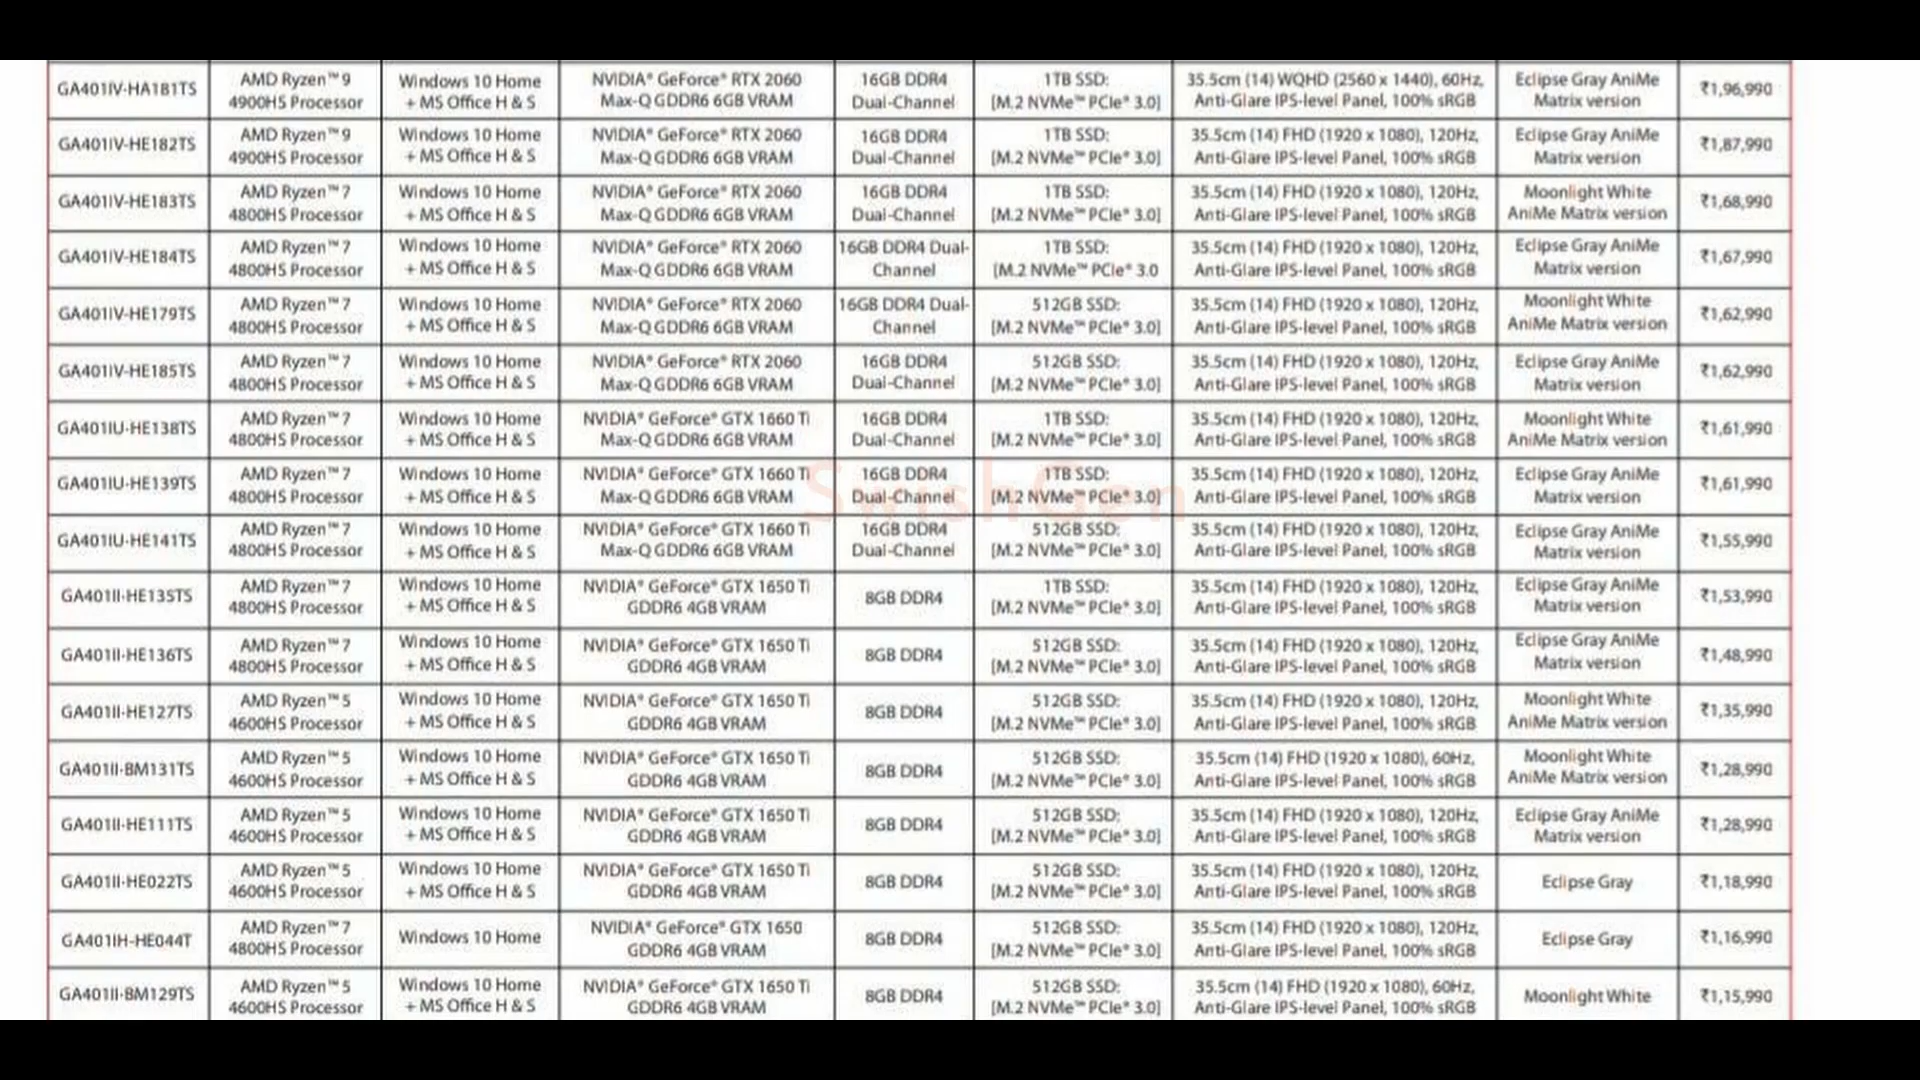 GA401IV-HA181TS AMD Ryzen™ 9 4900HS Processor Windows 10 Home + MS Office H & S NVIDIA® GeForce® RTX 2060 Max-Q GDDR6 6GB VRAM 16GB DDR4 Dual-Channel 1TB SSD: [M.2 NVMe™ PCIe® 3.0] 35.5cm (14) WQHD (2560 x 1440), 60Hz, Anti-Glare IPS-level Panel, 100% sRGB Eclipse Gray AniMe Matrix version ₹1,96,990
GA401IV-HE182TS AMD Ryzen™ 9 4900HS Processor Windows 10 Home + MS Office H & S NVIDIA® GeForce® RTX 2060 Max-Q GDDR6 6GB VRAM 16GB DDR4 Dual-Channel 1TB SSD: [M.2 NVMe™ PCIe® 3.0] 35.5cm (14) FHD (1920 x 1080), 120Hz, Anti-Glare IPS-level Panel, 100% sRGB Eclipse Gray AniMe Matrix version ₹1,87,990
GA401IV-HE183TS AMD Ryzen™ 7 4800HS Processor Windows 10 Home + MS Office H & S NVIDIA® GeForce® RTX 2060 Max-Q GDDR6 6GB VRAM 16GB DDR4 Dual-Channel 1TB SSD: [M.2 NVMe™ PCIe® 3.0] 35.5cm (14) FHD (1920 x 1080), 120Hz, Anti-Glare IPS-level Panel, 100% sRGB Moonlight White AniMe Matrix version ₹1,68,990
GA401IV-HE184TS AMD Ryzen™ 7 4800HS Processor Windows 10 Home + MS Office H & S NVIDIA® GeForce® RTX 2060 Max-Q GDDR6 6GB VRAM 16GB DDR4 Dual-Channel 1TB SSD: [M.2 NVMe™ PCIe® 3.0 35.5cm (14) FHD (1920 x 1080), 120Hz, Anti-Glare IPS-level Panel, 100% sRGB Eclipse Gray AniMe Matrix version ₹1,67,990
GA401IV-HE179TS AMD Ryzen™ 7 4800HS Processor Windows 10 Home + MS Office H & S NVIDIA® GeForce® RTX 2060 Max-Q GDDR6 6GB VRAM 16GB DDR4 Dual-Channel 512GB SSD: [M.2 NVMe™ PCIe® 3.0] 35.5cm (14) FHD (1920 x 1080), 120Hz, Anti-Glare IPS-level Panel, 100% sRGB Moonlight White AniMe Matrix version ₹1,62,990
GA401IV-HE185TS AMD Ryzen™ 7 4800HS Processor Windows 10 Home + MS Office H & S NVIDIA® GeForce® RTX 2060 Max-Q GDDR6 6GB VRAM 16GB DDR4 Dual-Channel 512GB SSD: [M.2 NVMe™ PCIe® 3.0] 35.5cm (14) FHD (1920 x 1080), 120Hz, Anti-Glare IPS-level Panel, 100% sRGB Eclipse Gray AniMe Matrix version ₹1,62,990
GA401IU-HE138TS AMD Ryzen™ 7 4800HS Processor Windows 10 Home + MS Office H & S NVIDIA® GeForce® GTX 1660 Ti Max-Q GDDR6 6GB VRAM 16GB DDR4 Dual-Channel 1TB SSD: [M.2 NVMe™ PCIe® 3.0] 35.5cm (14) FHD (1920 x 1080), 120Hz, Anti-Glare IPS-level Panel, 100% sRGB Moonlight White AniMe Matrix version ₹1,61,990
GA401IU-HE139TS AMD Ryzen™ 7 4800HS Processor Windows 10 Home + MS Office H & S NVIDIA® GeForce® GTX 1660 Ti Max-Q GDDR6 6GB VRAM 16GB DDR4 Dual-Channel 1TB SSD: [M.2 NVMe™ PCIe® 3.0] 35.5cm (14) FHD (1920 x 1080), 120Hz, Anti-Glare IPS-level Panel, 100% sRGB Eclipse Gray AniMe Matrix version ₹1,61,990
SwishGen
GA401IU-HE141TS AMD Ryzen™ 7 4800HS Processor Windows 10 Home + MS Office H & S NVIDIA® GeForce® GTX 1660 Ti Max-Q GDDR6 6GB VRAM 16GB DDR4 Dual-Channel 512GB SSD: [M.2 NVMe™ PCIe® 3.0] 35.5cm (14) FHD (1920 x 1080), 120Hz, Anti-Glare IPS-level Panel, 100% sRGB Eclipse Gray AniMe Matrix version ₹1,55,990
GA401II-HE135TS AMD Ryzen™ 7 4800HS Processor Windows 10 Home + MS Office H & S NVIDIA® GeForce® GTX 1650 Ti GDDR6 4GB VRAM 8GB DDR4 1TB SSD: [M.2 NVMe™ PCIe® 3.0] 35.5cm (14) FHD (1920 x 1080), 120Hz, Anti-Glare IPS-level Panel, 100% sRGB Eclipse Gray AniMe Matrix version ₹1,53,990
GA401II-HE136TS AMD Ryzen™ 7 4800HS Processor Windows 10 Home + MS Office H & S NVIDIA® GeForce® GTX 1650 Ti GDDR6 4GB VRAM 8GB DDR4 512GB SSD: [M.2 NVMe™ PCIe® 3.0] 35.5cm (14) FHD (1920 x 1080), 120Hz, Anti-Glare IPS-level Panel, 100% sRGB Eclipse Gray AniMe Matrix version ₹1,48,990
GA401II-HE127TS AMD Ryzen™ 5 4600HS Processor Windows 10 Home + MS Office H & S NVIDIA® GeForce® GTX 1650 Ti GDDR6 4GB VRAM 8GB DDR4 512GB SSD: [M.2 NVMe™ PCIe® 3.0] 35.5cm (14) FHD (1920 x 1080), 120Hz, Anti-Glare IPS-level Panel, 100% sRGB Moonlight White AniMe Matrix version ₹1,35,990
GA401II-BM131TS AMD Ryzen™ 5 4600HS Processor Windows 10 Home + MS Office H & S NVIDIA® GeForce® GTX 1650 Ti GDDR6 4GB VRAM 8GB DDR4 512GB SSD: [M.2 NVMe™ PCIe® 3.0] 35.5cm (14) FHD (1920 x 1080), 60Hz, Anti-Glare IPS-level Panel, 100% sRGB Moonlight White AniMe Matrix version ₹1,28,990
GA401II-HE111TS AMD Ryzen™ 5 4600HS Processor Windows 10 Home + MS Office H & S NVIDIA® GeForce® GTX 1650 Ti GDDR6 4GB VRAM 8GB DDR4 512GB SSD: [M.2 NVMe™ PCIe® 3.0] 35.5cm (14) FHD (1920 x 1080), 120Hz, Anti-Glare IPS-level Panel, 100% sRGB Eclipse Gray AniMe Matrix version ₹1,28,990
GA401II-HE022TS AMD Ryzen™ 5 4600HS Processor Windows 10 Home + MS Office H & S NVIDIA® GeForce® GTX 1650 Ti GDDR6 4GB VRAM 8GB DDR4 512GB SSD: [M.2 NVMe™ PCIe® 3.0] 35.5cm (14) FHD (1920 x 1080), 120Hz, Anti-Glare IPS-level Panel, 100% sRGB Eclipse Gray ₹1,18,990
GA401IH-HE044T AMD Ryzen™ 7 4800HS Processor Windows 10 Home NVIDIA® GeForce® GTX 1650 GDDR6 4GB VRAM 8GB DDR4 512GB SSD: [M.2 NVMe™ PCIe® 3.0] 35.5cm (14) FHD (1920 x 1080), 120Hz, Anti-Glare IPS-level Panel, 100% sRGB Eclipse Gray ₹1,16,990
GA401II-BM129TS AMD Ryzen™ 5 4600HS Processor Windows 10 Home + MS Office H & S NVIDIA® GeForce® GTX 1650 Ti GDDR6 4GB VRAM 8GB DDR4 512GB SSD: [M.2 NVMe™ PCIe® 3.0] 35.5cm (14) FHD (1920 x 1080), 60Hz, Anti-Glare IPS-level Panel, 100% sRGB Moonlight White ₹1,15,990